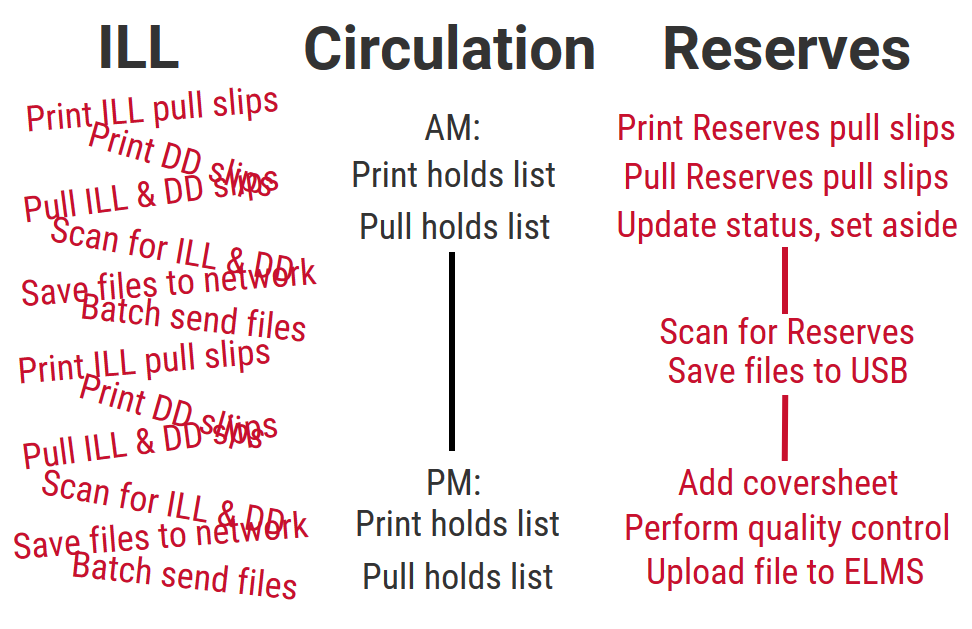 ILL
Print ILL pull slips
Print DD slips
Pull ILL & DD slips
Scan for ILL & DD
Save files to network
Batch send files
Print ILL pull slips
Print DD slips
Pull ILL & DD slips
Scan for ILL & DD
Save files to network
Batch send files
Circulation
AM:
Print holds list
Pull holds list
PM:
Print holds list
Pull holds list
Reserves
Print Reserves pull slips
Pull Reserves pull slips
Update status, set aside
Scan for Reserves
Save files to USB
Add coversheet
Perform quality control
Upload file to ELMS